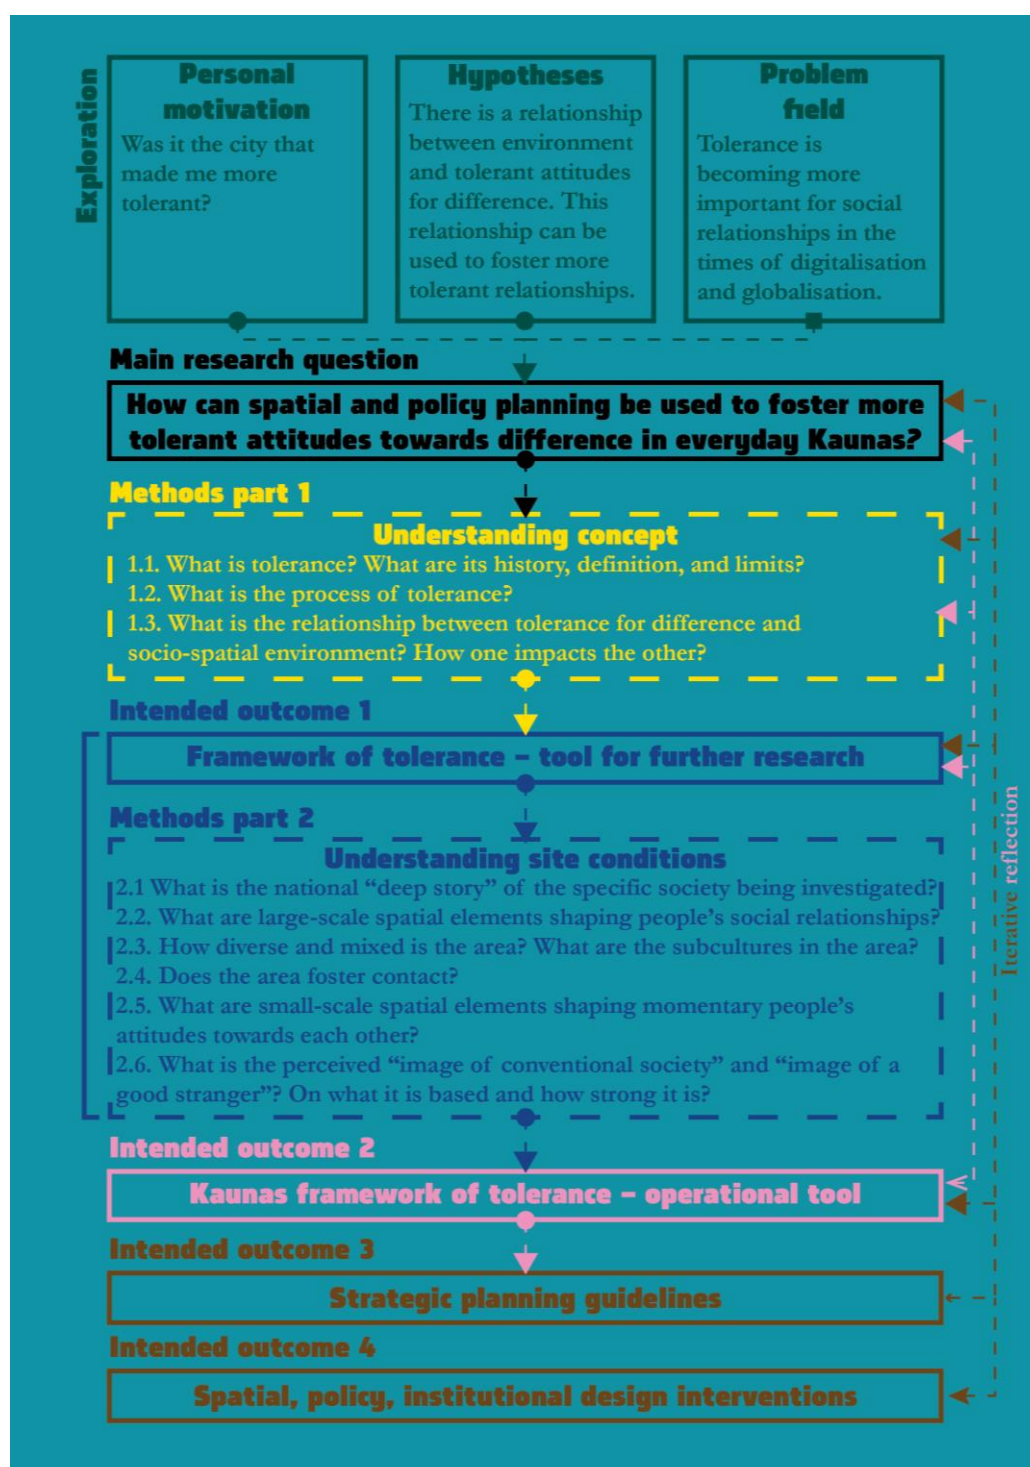 Exploration
Personal
motivation
Was it the city that
made me more
tolerant?
Hypotheses
There is a relationship
between environment
and tolerant attitudes
for difference. This
relationship can be
used to foster more
tolerant relationships.
Problem
field
Tolerance is
becoming more
important for social
relationships in the
times of digitalisation
and globalisation.
Main research question
How can spatial and policy planning be used to foster more
tolerant attitudes towards difference in everyday Kaunas?
Methods part 1
Understanding concept
1.1. What is tolerance? What are its history, definition, and limits?
1.2. What is the process of tolerance?
1.3. What is the relationship between tolerance for difference and
socio-spatial environment? How one impacts the other?
Intended outcome 1
Framework of tolerance – tool for further research
Methods part 2
Understanding site conditions
2.1 What is the national “deep story” of the specific society being investigated?
2.2. What are large-scale spatial elements shaping people’s social relationships?
2.3. How diverse and mixed is the area? What are the subcultures in the area?
2.4. Does the area foster contact?
2.5. What are small-scale spatial elements shaping momentary people’s
attitudes towards each other?
2.6. What is the perceived “image of conventional society” and “image of a
good stranger”? On what it is based and how strong it is?
Intended outcome 2
Kaunas framework of tolerance – operational tool
Intended outcome 3
Strategic planning guidelines
Intended outcome 4
Spatial, policy, institutional design interventions
Iterative reflection